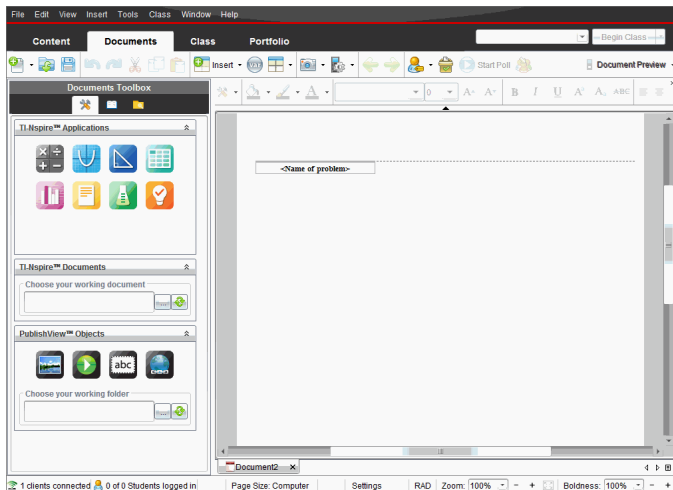 File Edit View Insert Tools Class Window Help
Content Documents Class Portfolio
Begin Class
Insert
VAR
Start Poll
Document Preview
Documents Toolbox
0
A A B I U A A ABC
TI-Nspire™ Applications
TI-Nspire™ Documents
Choose your working document
...
PublishView™ Objects
abc
Choose your working folder
...
<Name of problem>
Document2
1 clients connected 0 of 0 Students logged in Page Size: Computer Settings RAD Zoom: 100% - + Boldness: 100% - +